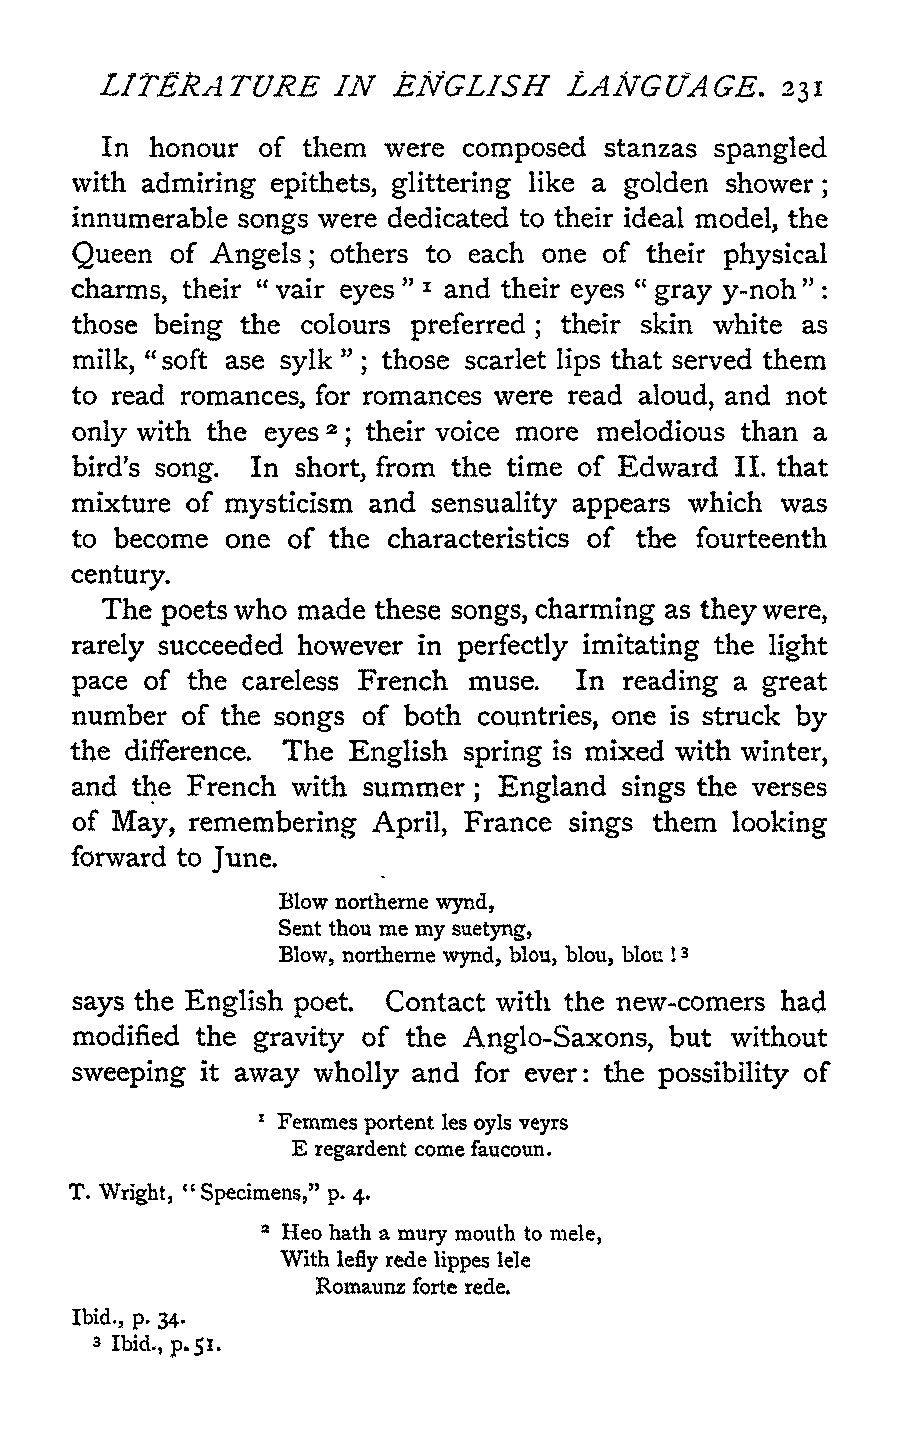 LITERATURE IN ENGLISH LANGUAGE. 231
In honour of them were composed stanzas spangled
with admiring epithets, glittering like a golden shower ;
innumerable songs were dedicated to their ideal model, the
Queen of Angels ; others to each one of their physical
charms, their “ vair eyes ” ¹ and their eyes “ gray y-noh ” :
those being the colours preferred ; their skin white as
milk, “ soft ase sylk ” ; those scarlet lips that served them
to read romances, for romances were read aloud, and not
only with the eyes ² ; their voice more melodious than a
bird’s song. In short, from the time of Edward II. that
mixture of mysticism and sensuality appears which was
to become one of the characteristics of the fourteenth
century.
The poets who made these songs, charming as they were,
rarely succeeded however in perfectly imitating the light
pace of the careless French muse. In reading a great
number of the songs of both countries, one is struck by
the difference. The English spring is mixed with winter,
and the French with summer ; England sings the verses
of May, remembering April, France sings them looking
forward to June.
Blow northerne wynd,
Sent thou me my suetyng,
Blow, northerne wynd, blou, blou, blou ! ³
says the English poet. Contact with the new-comers had
modified the gravity of the Anglo-Saxons, but without
sweeping it away wholly and for ever : the possibility of
¹ Femmes portent les oyls veyrs
E regardent come faucoun.
T. Wright, “ Specimens,” p. 4.
² Heo hath a mury mouth to mele,
With lefly rede lippes lele
Romaunz forte rede.
Ibid., p. 34.
³ Ibid., p. 51.